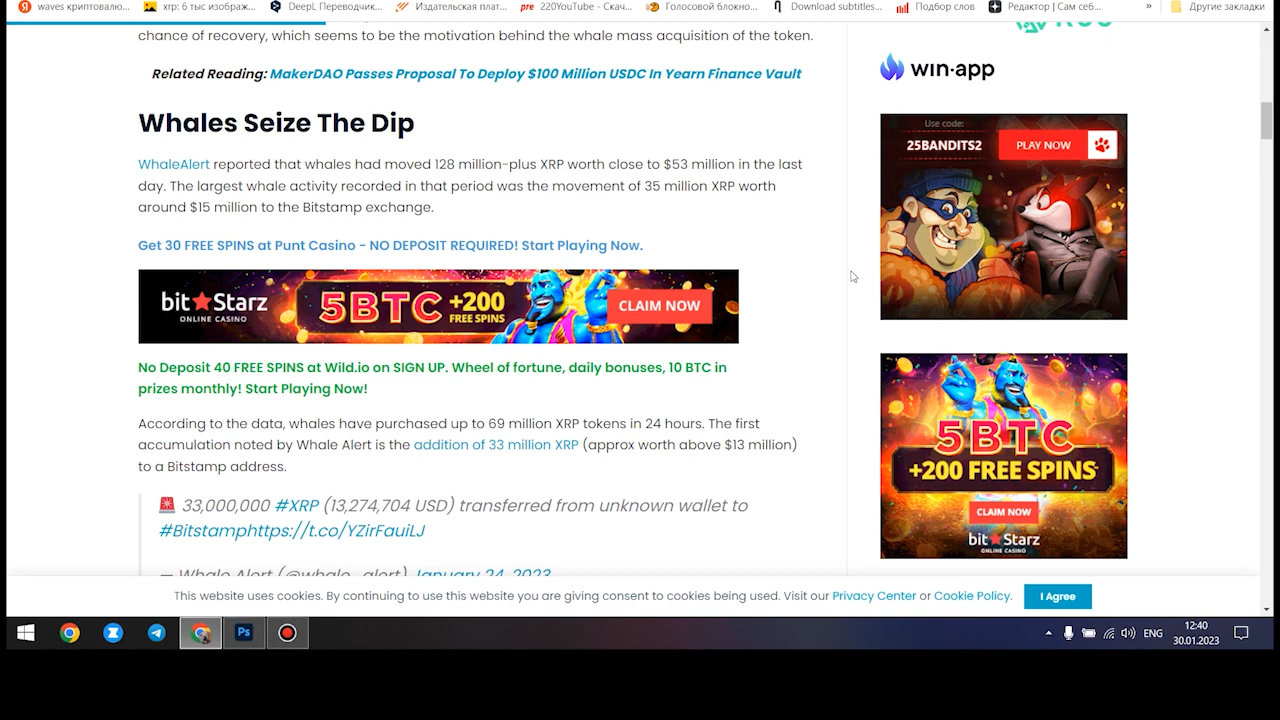 waves криптовалю...
xrp: 6 тыс изображ...
DeepL Переводчик...
Издательская плат...
220YouTube - Скач...
Голосовой блокно...
Download subtitles...
Подбор слов
Редактор | Сам себ...
»
Другие закладки
chance of recovery, which seems to be the motivation behind the whale mass acquisition of the token.
Related Reading: MakerDAO Passes Proposal To Deploy $100 Million USDC In Yearn Finance Vault
Whales Seize The Dip
WhaleAlert reported that whales had moved 128 million-plus XRP worth close to $53 million in the last
day. The largest whale activity recorded in that period was the movement of 35 million XRP worth
around $15 million to the Bitstamp exchange.
Get 30 FREE SPINS at Punt Casino - NO DEPOSIT REQUIRED! Start Playing Now.
bit★Starz
ONLINE CASINO
5BTC
+200
FREE SPINS
CLAIM NOW
No Deposit 40 FREE SPINS at Wild.io on SIGN UP. Wheel of fortune, daily bonuses, 10 BTC in
prizes monthly! Start Playing Now!
According to the data, whales have purchased up to 69 million XRP tokens in 24 hours. The first
accumulation noted by Whale Alert is the addition of 33 million XRP (approx worth above $13 million)
to a Bitstamp address.
🚨 33,000,000 #XRP (13,274,704 USD) transferred from unknown wallet to
#Bitstamphttps://t.co/YZirFauiLJ
— Whale Alert (@whale_alert) January 24, 2023
win·app
Use code:
25BANDITS2
PLAY NOW
5BTC
+200 FREE SPINS
CLAIM NOW
bit★Starz
ONLINE CASINO
This website uses cookies. By continuing to use this website you are giving consent to cookies being used. Visit our Privacy Center or Cookie Policy.
I Agree
Ps
ENG
12:40
30.01.2023